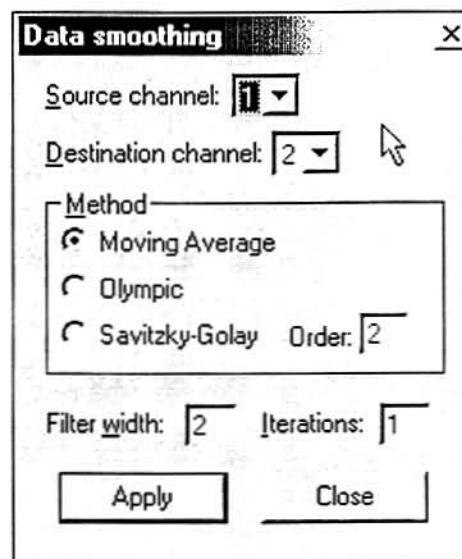 Data smoothing
Source channel: 1
Destination channel: 2
Method
Moving Average
Olympic
Savitzky-Golay Order: 2
Filter width: 2 Iterations: 1
Apply Close